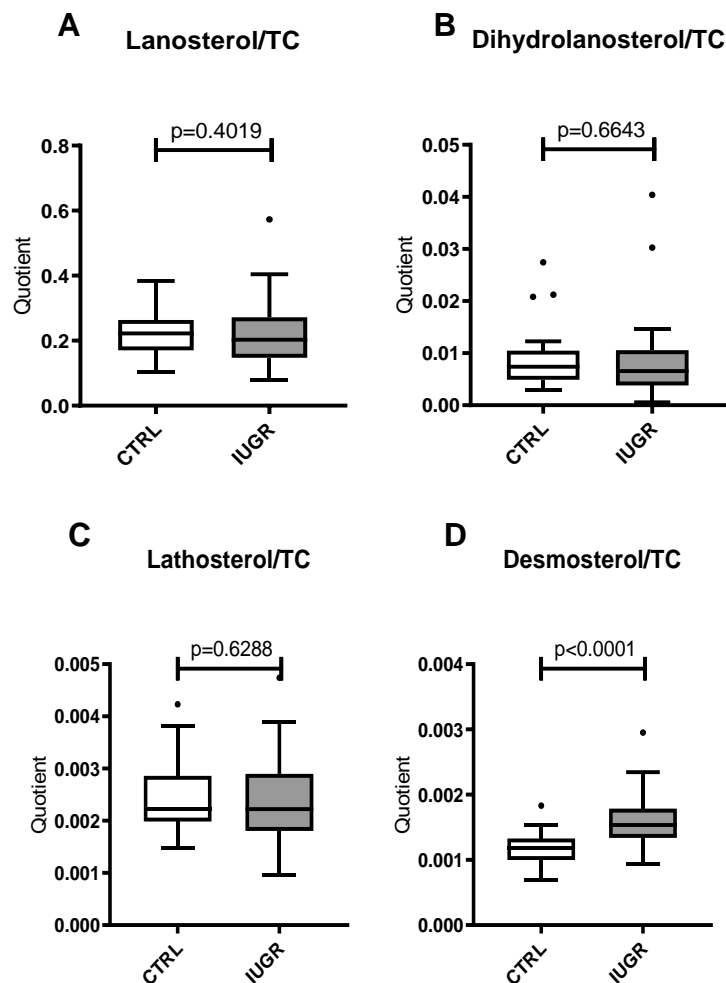 A
Lanosterol/TC
p=0.4019
Quotient
0.8
0.6
0.4
0.2
0.0
CTRL
IUGR
B
Dihydrolanosterol/TC
p=0.6643
Quotient
0.05
0.04
0.03
0.02
0.01
0.00
CTRL
IUGR
C
Lathosterol/TC
p=0.6288
Quotient
0.005
0.004
0.003
0.002
0.001
0.000
CTRL
IUGR
D
Desmosterol/TC
p<0.0001
Quotient
0.004
0.003
0.002
0.001
0.000
CTRL
IUGR